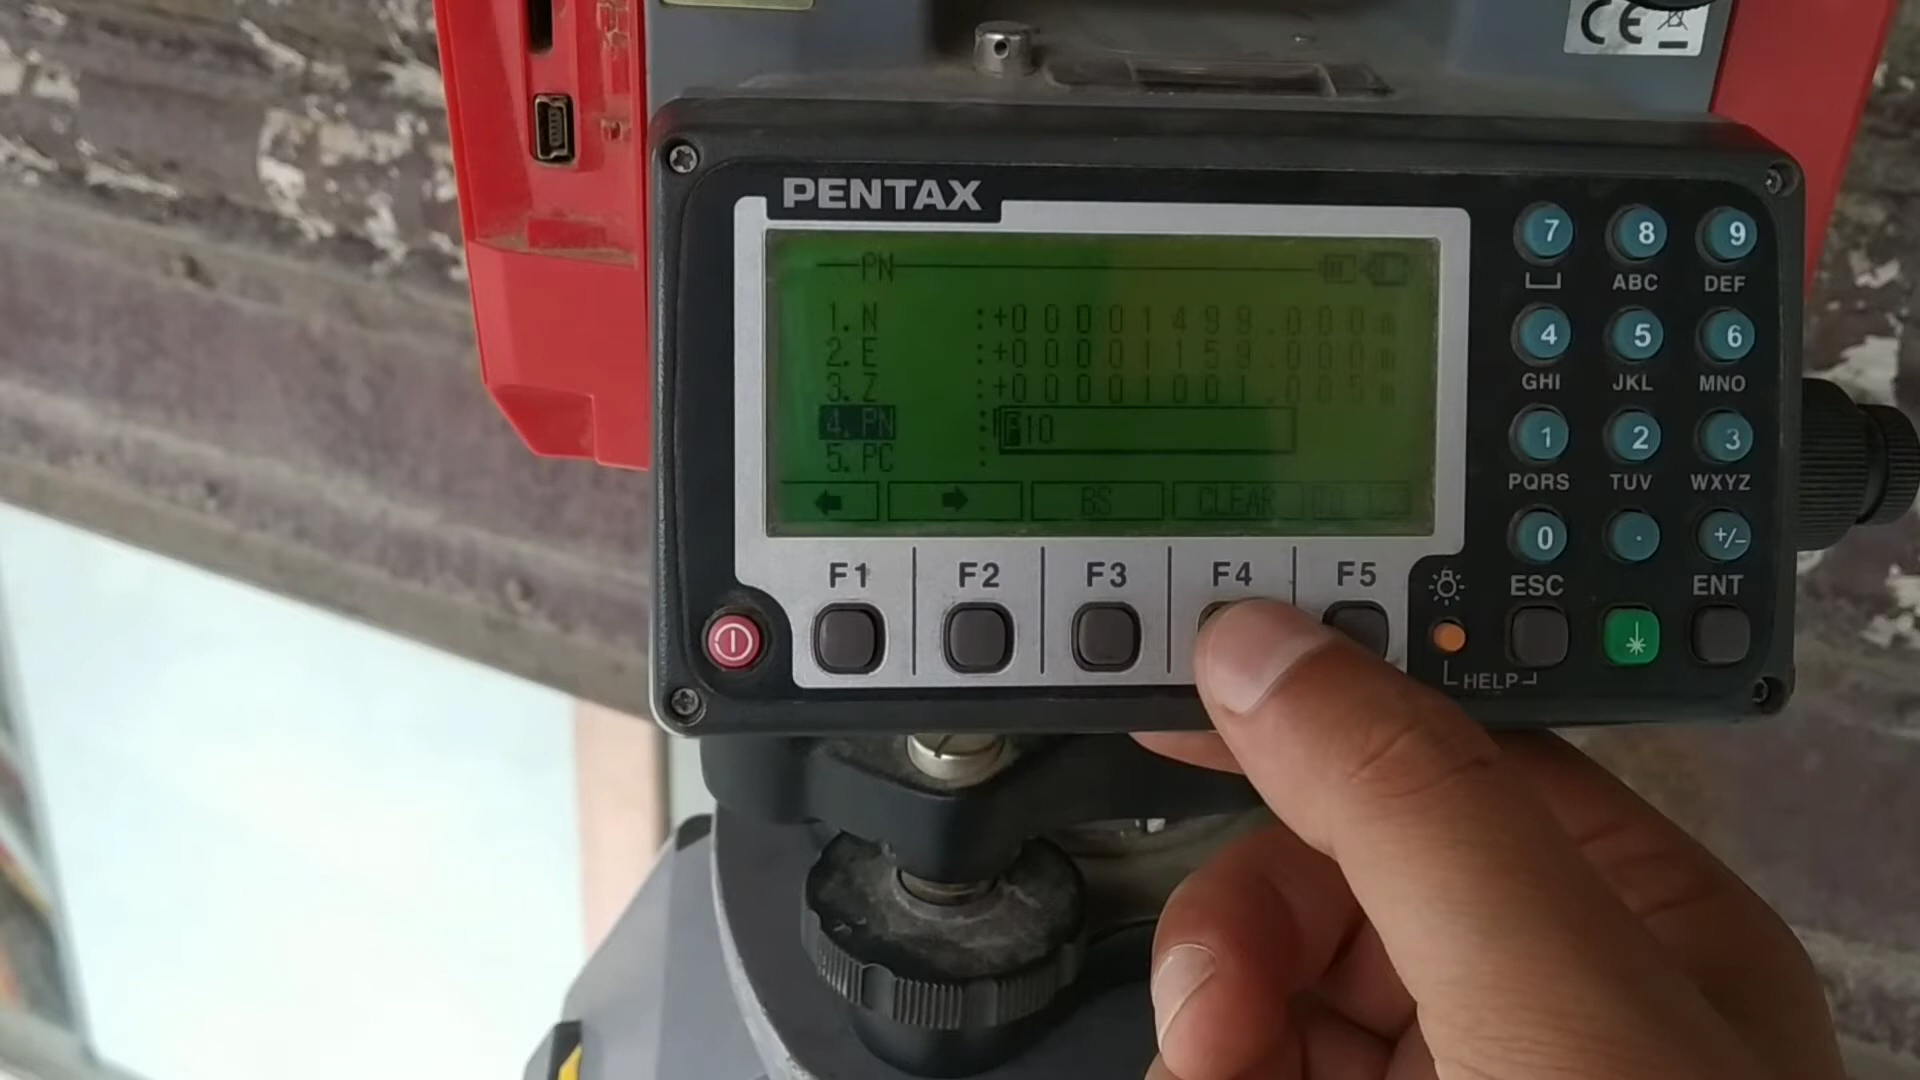 CE
PENTAX
PN
1. N :+00001499.000m
2. E :+00001159.000m
3. Z :+00001001.005m
4. PN : 10
5. PC :
← → BS CLEAR
F1 F2 F3 F4 F5
7 8 9
ABC DEF
4 5 6
GHI JKL MNO
1 2 3
PQRS TUV WXYZ
0 . +/-
ESC ENT
HELP